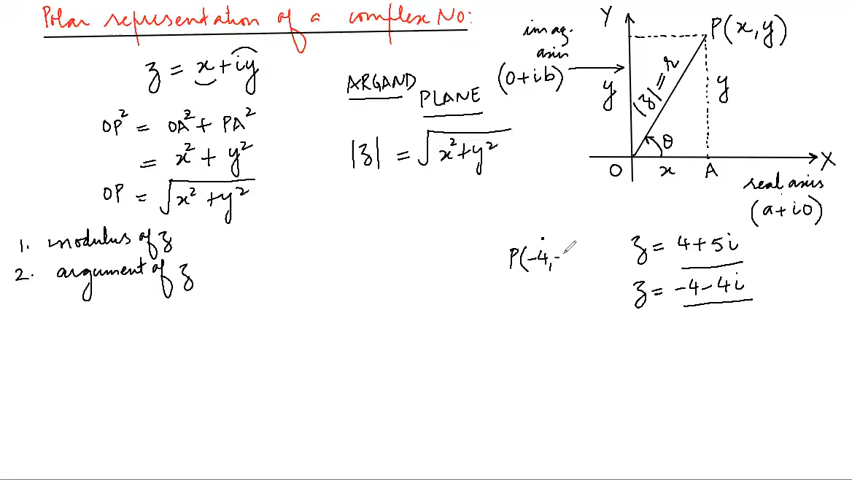 Polar representation of a complex No:
z = x + iy
OP² = OA² + PA²
= x² + y²
OP = √x² + y²
1. modulus of z
2. argument of z
ARGAND PLANE
|z| = √x² + y²
imag. axis
(0+ib)
Y
P(x,y)
y
|z| = r
y
θ
O
x
A
X
real axis
(a+i0)
P(-4,-
z = 4+5i
z = -4-4i